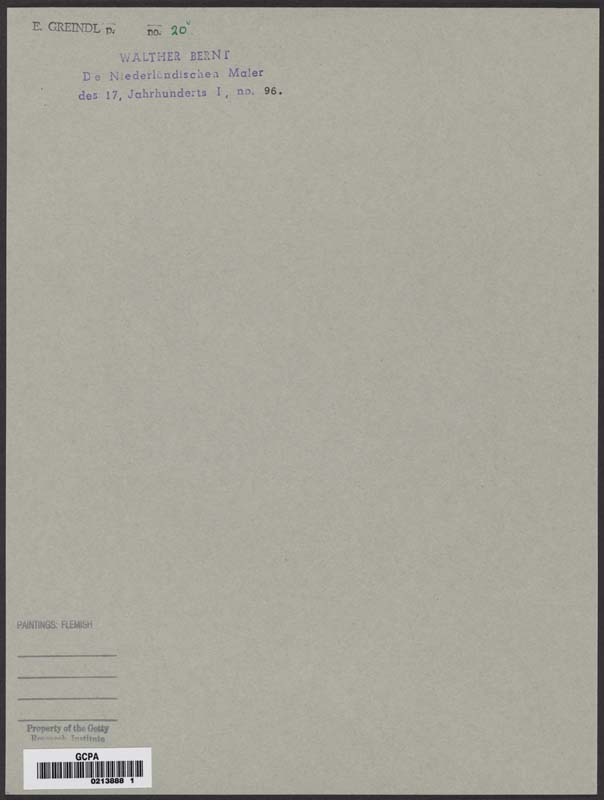 E. GREINDL p. no. 20
WALTHER BERNT
De Niederländischen Maler
des 17, Jahrhunderts I, no. 96.
PAINTINGS: FLEMISH
Property of the Getty
Research Institute
GCPA
0213888 1